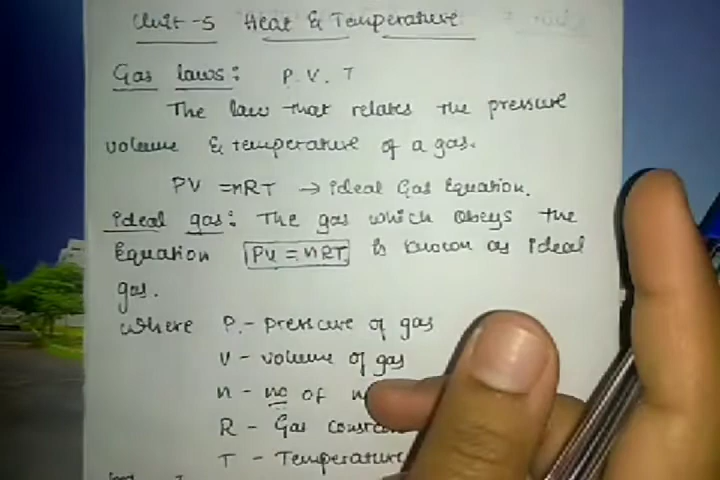 Unit-5 Heat & Temperature
Gas laws: P. V. T
The law that relates the pressure
volume & temperature of a gas.
PV = nRT → ideal Gas Equation.
ideal gas: The gas which obeys the
Equation PV = nRT is known as ideal
gas.
where P - pressure of gas
V - volume of gas
n - no of
R - Gas
T - Temperature